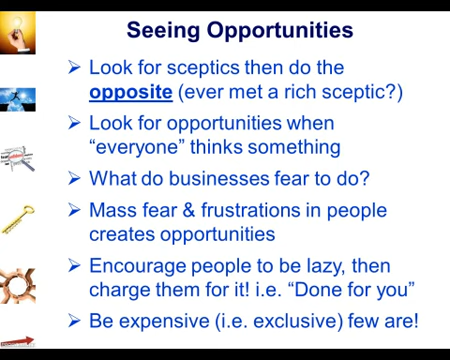 Seeing Opportunities
➢ Look for sceptics then do the
opposite (ever met a rich sceptic?)
➢ Look for opportunities when
“everyone” thinks something
➢ What do businesses fear to do?
➢ Mass fear & frustrations in people
creates opportunities
➢ Encourage people to be lazy, then
charge them for it! i.e. “Done for you”
➢ Be expensive (i.e. exclusive) few are!